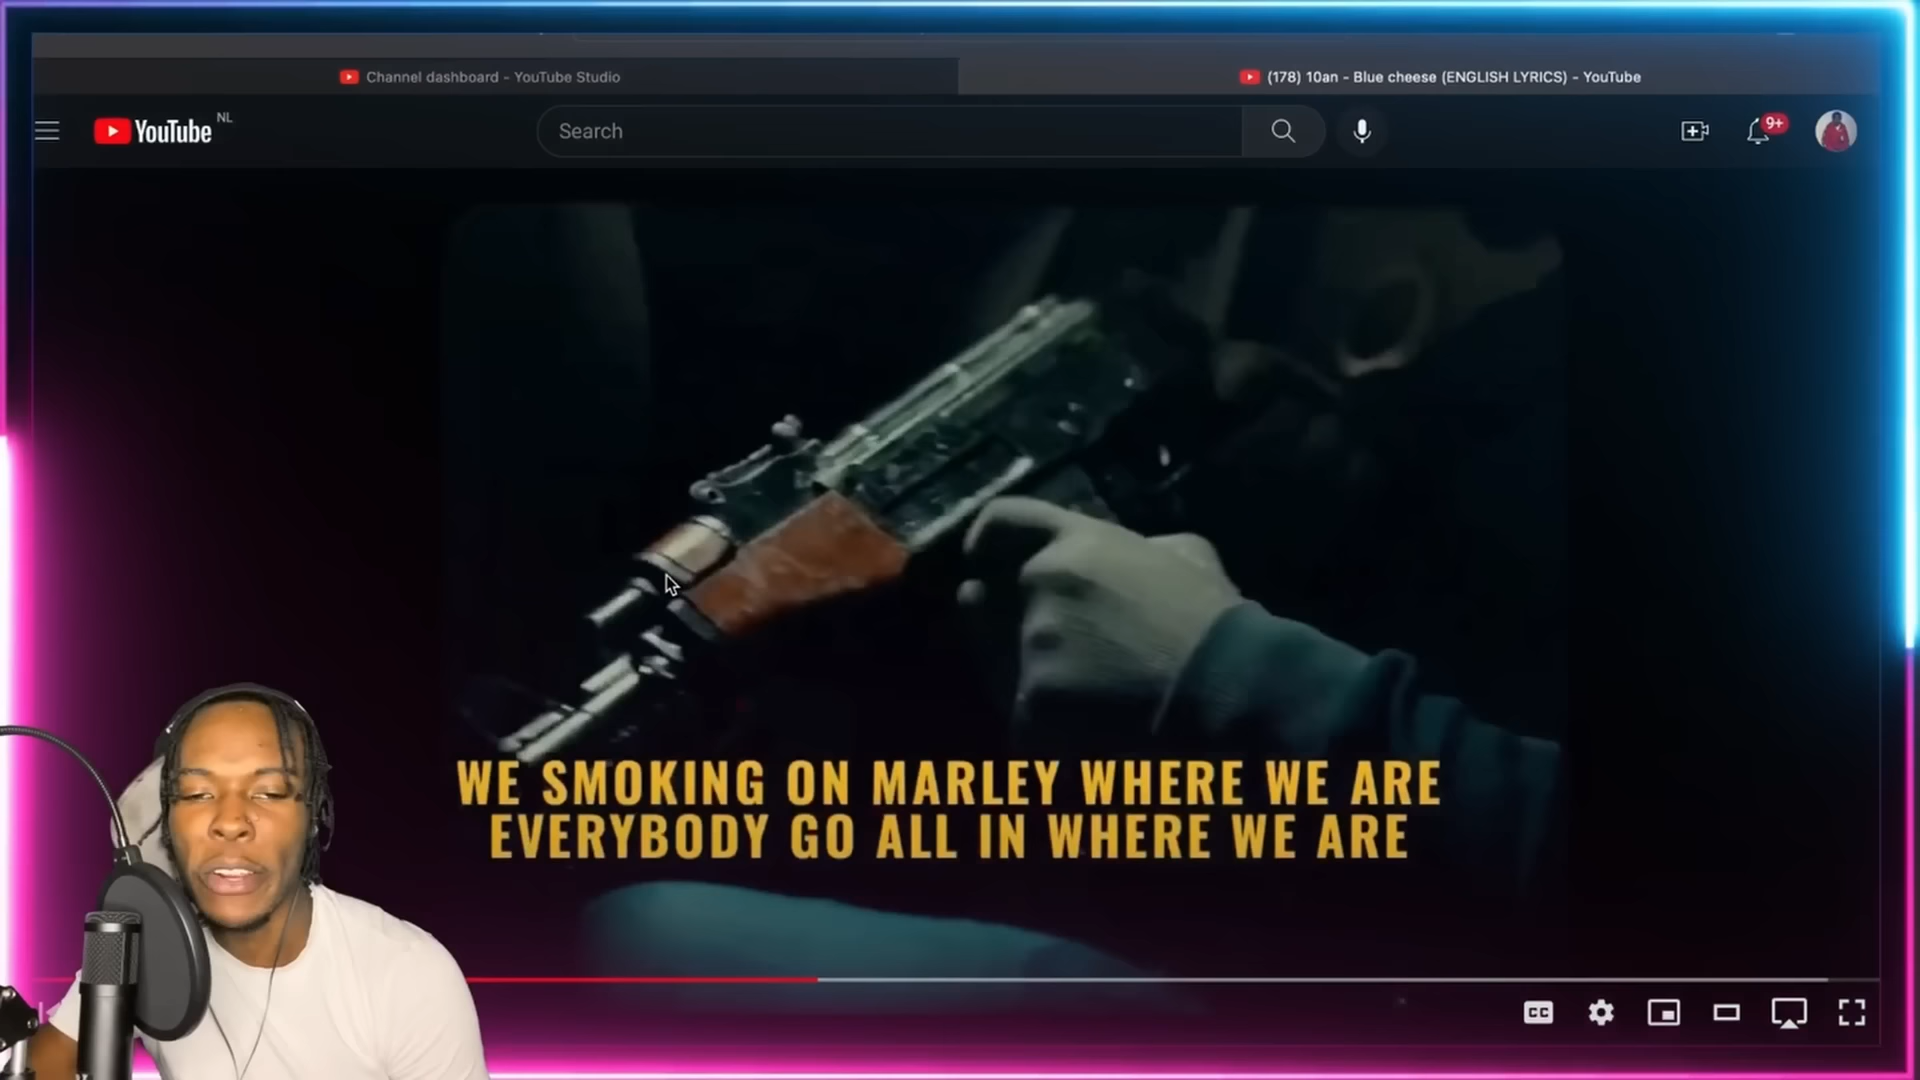 Channel dashboard - YouTube Studio
(178) 10an - Blue cheese (ENGLISH LYRICS) - YouTube
YouTube NL
Search
9+
WE SMOKING ON MARLEY WHERE WE ARE
EVERYBODY GO ALL IN WHERE WE ARE
CC